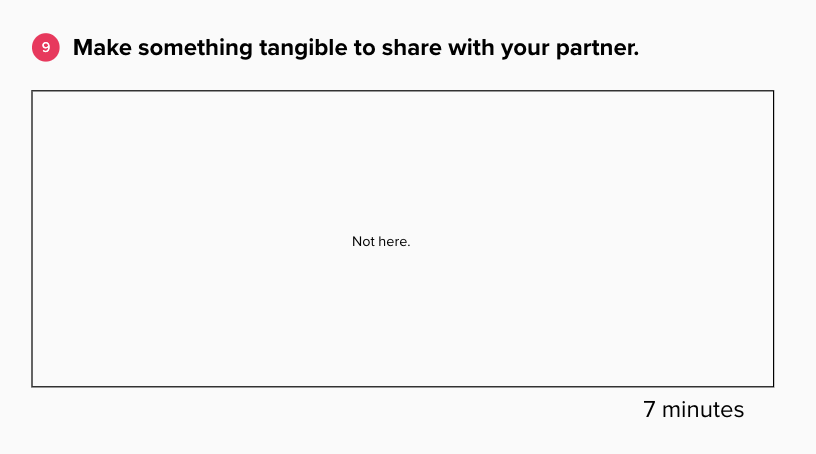 9 Make something tangible to share with your partner.
Not here.
7 minutes